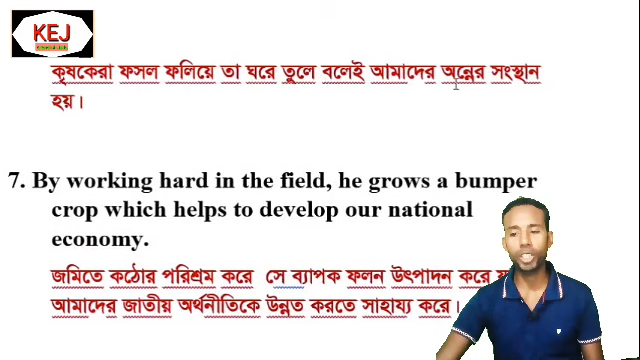 KEJ
কৃষকেরা ফসল ফলিয়ে তা ঘরে তুলে বলেই আমাদের অন্নের সংস্থান
হয়।
7. By working hard in the field, he grows a bumper
crop which helps to develop our national
economy.
জমিতে কঠোর পরিশ্রম করে সে ব্যাপক ফলন উৎপাদন করে
আমাদের জাতীয় অর্থনীতিকে উন্নত করতে সাহায্য করে।